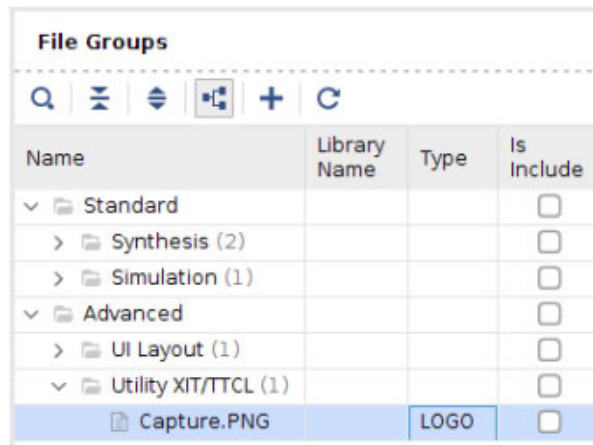 File Groups
Name Library Name Type Is Include
Standard
Synthesis (2)
Simulation (1)
Advanced
UI Layout (1)
Utility XIT/TTCL (1)
Capture.PNG LOGO